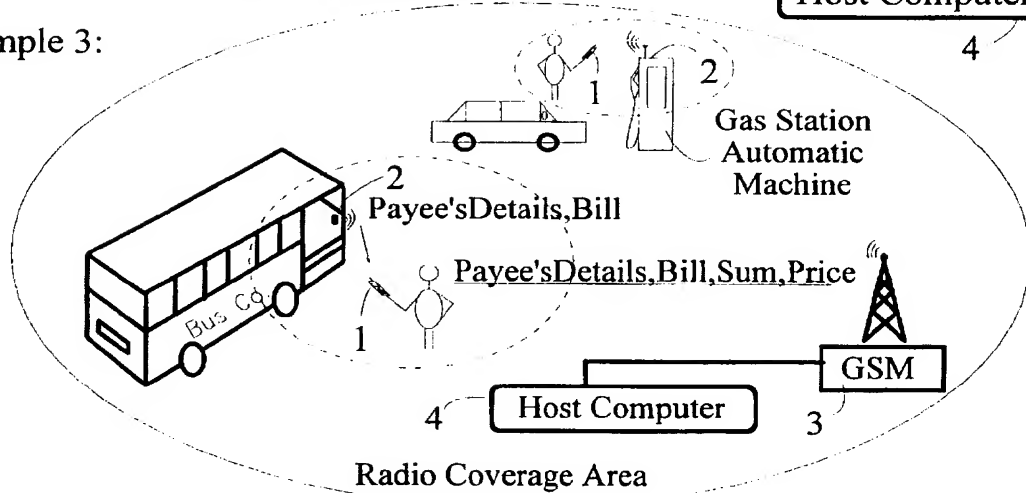 Host Computer
4
mple 3:
1
2
Gas Station
Automatic
Machine
2
Payee'sDetails,Bill
Payee'sDetails,Bill,Sum,Price
Bus Co.
1
GSM
4
Host Computer
3
Radio Coverage Area